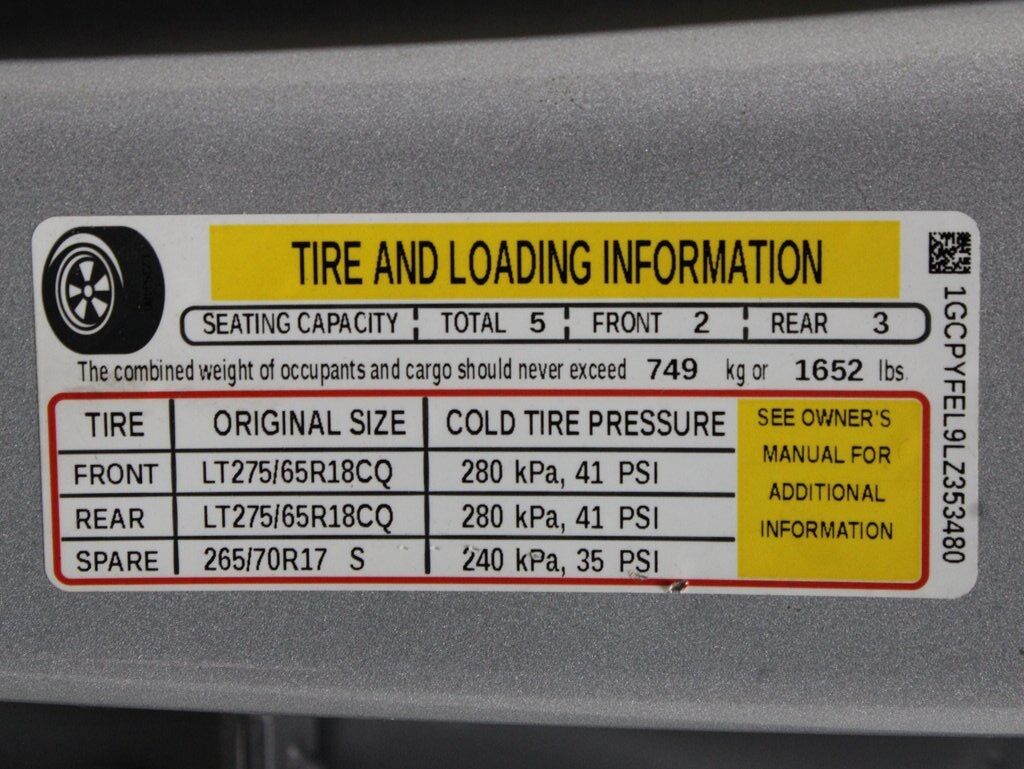 TIRE AND LOADING INFORMATION
SEATING CAPACITY TOTAL 5 FRONT 2 REAR 3
The combined weight of occupants and cargo should never exceed 749 kg or 1652 lbs.
TIRE ORIGINAL SIZE COLD TIRE PRESSURE
FRONT LT275/65R18CQ 280 kPa, 41 PSI
REAR LT275/65R18CQ 280 kPa, 41 PSI
SPARE 265/70R17 S 240 kPa, 35 PSI
SEE OWNER'S
MANUAL FOR
ADDITIONAL
INFORMATION
1GCPYFEL9LZ353480